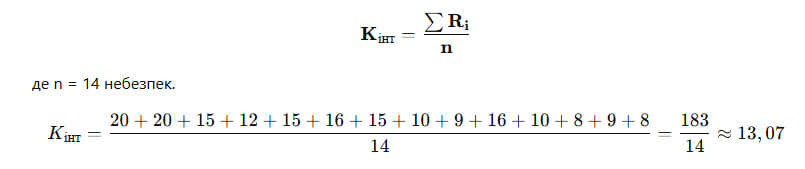 Kінт = ∑ Ri / n
де n = 14 небезпек.
Kінт = (20 + 20 + 15 + 12 + 15 + 16 + 15 + 10 + 9 + 16 + 10 + 8 + 9 + 8) / 14 = 183 / 14 ≈ 13,07